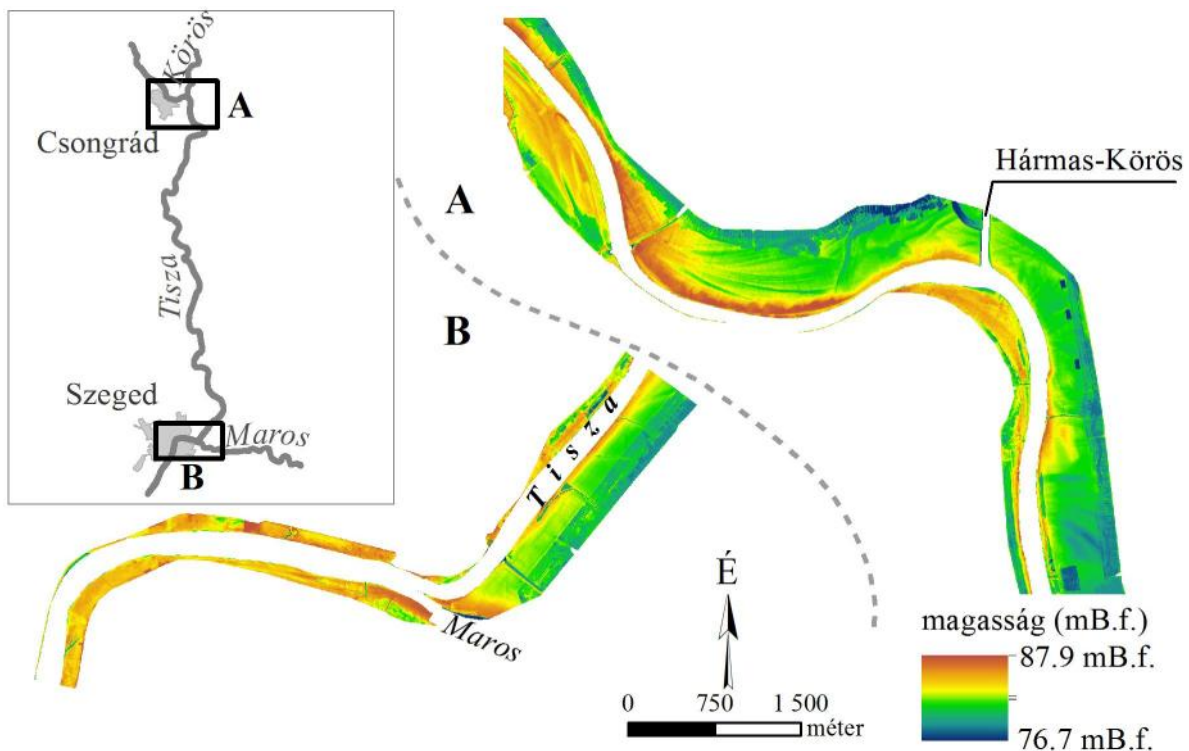 Körös
A
Csongrád
Tisza
Szeged
Maros
B
Hármas-Körös
A
B
Tisza
Maros
É
0 750 1 500
méter
magasság (mB.f.)
87.9 mB.f.
76.7 mB.f.